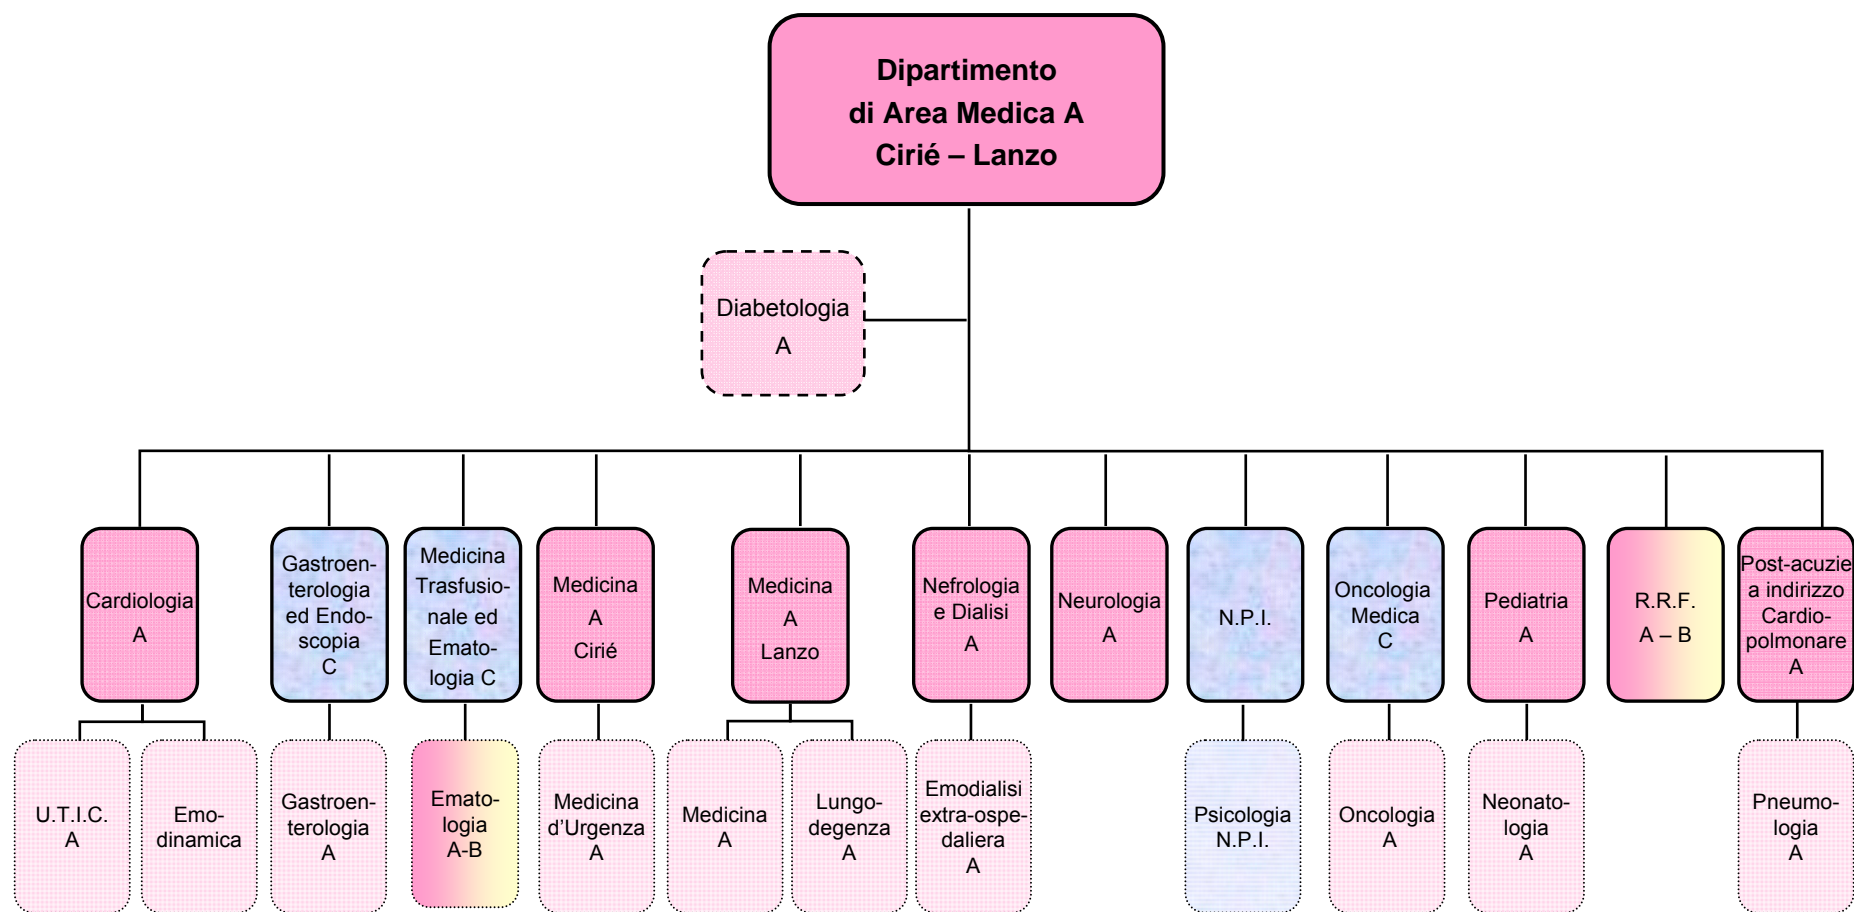 Dipartimento
di Area Medica A
Cirié – Lanzo
Diabetologia
A
Cardiologia
A
Gastroen-
terologia
ed Endo-
scopia
C
Medicina
Trasfusio-
nale ed
Emato-
logia C
Medicina
A
Cirié
Medicina
A
Lanzo
Nefrologia
e Dialisi
A
Neurologia
A
N.P.I.
Oncologia
Medica
C
Pediatria
A
R.R.F.
A – B
Post-acuzie
a indirizzo
Cardio-
polmonare
A
U.T.I.C.
A
Emo-
dinamica
Gastroen-
terologia
A
Emato-
logia
A-B
Medicina
d’Urgenza
A
Medicina
A
Lungo-
degenza
A
Emodialisi
extra-ospe-
daliera
A
Psicologia
N.P.I.
Oncologia
A
Neonato-
logia
A
Pneumo-
logia
A